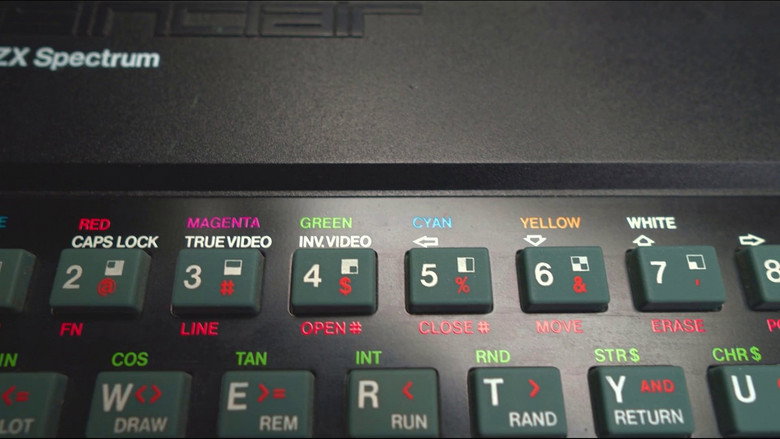 sinclair
ZX Spectrum
RED MAGENTA GREEN CYAN YELLOW WHITE
CAPS LOCK TRUE VIDEO INV. VIDEO
2 @ 3 # 4 $ 5 % 6 & 7 ' 8
FN LINE OPEN # CLOSE # MOVE ERASE
COS TAN INT RND STR $ CHR $
<= W <> E >= R < T > Y AND U
DRAW REM RUN RAND RETURN